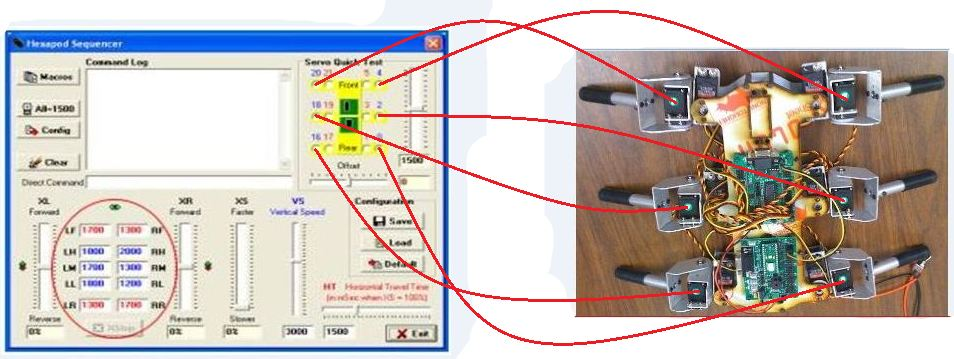 Hexapod Sequencer
Command Log
Servo Quick Test
Macros
20 21 5 4
Front
All=1500
18 19 3 2
Config
16 17
Rear
Clear
Offset
1500
Direct Command
XL
XR
XS
VS
Configuration
Forward
Forward
Faster
Vertical Speed
Save
LF 1700 1300 RF
Load
LH 1800 2000 RH
LM 1700 1300 RM
Default
LL 1000 1200 RL
HT Horizontal Travel Time
(in mSec when XS = 100%)
LR 1300 1700 RR
Reverse
Reverse
Slower
0%
0%
0%
3000
1500
Exit